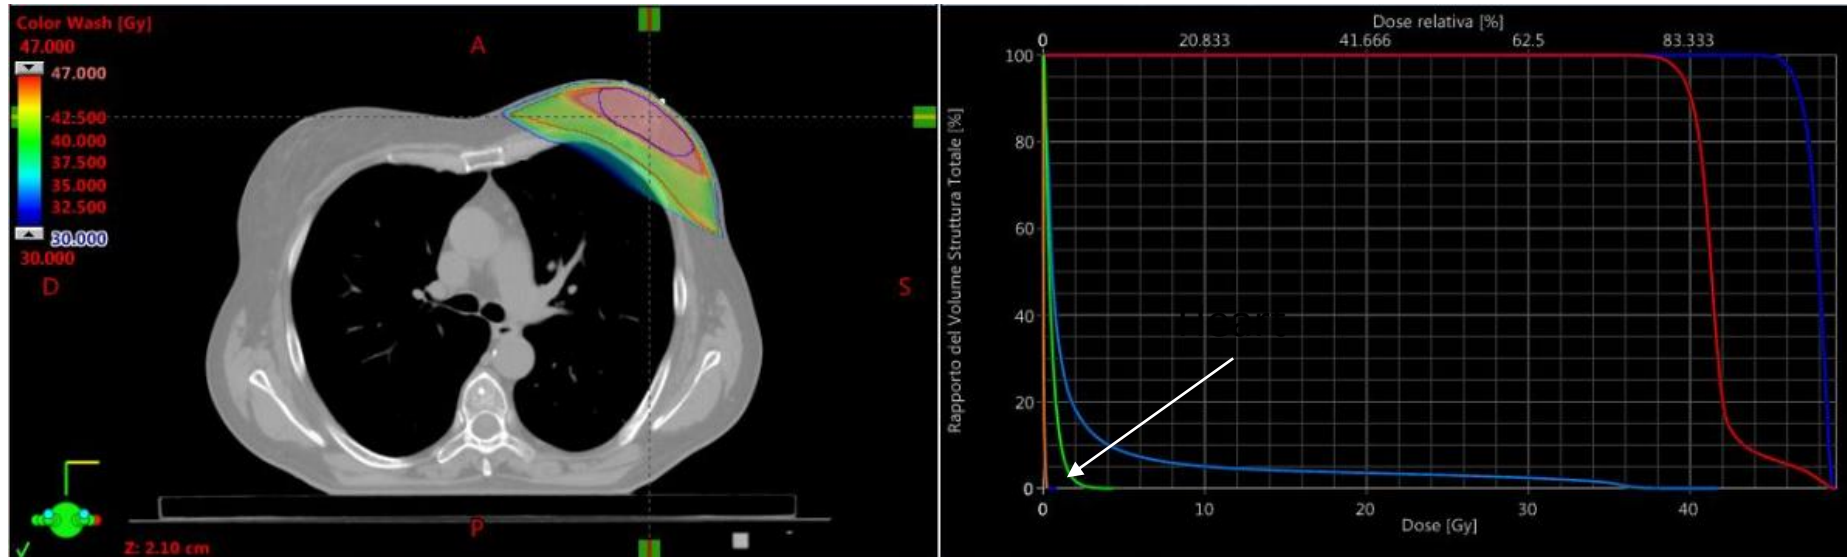 Color Wash [Gy]
47.000
47.000
42.500
40.000
37.500
35.000
32.500
30.000
30.000
A
D
S
P
Z: 2.10 cm
Dose relativa [%]
0 20.833 41.666 62.5 83.333
Rapporto del Volume Struttura Totale [%]
100
80
60
40
20
0
0 10 20 30 40
Dose [Gy]